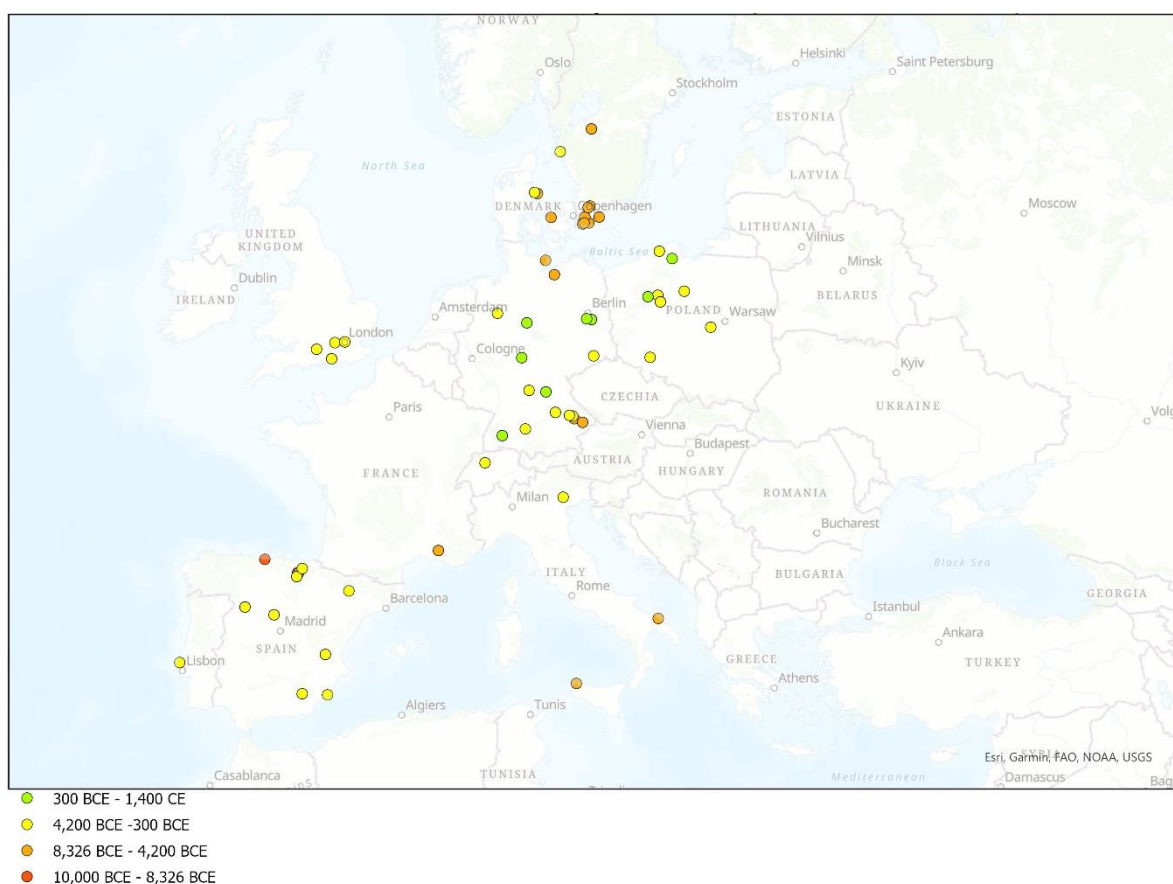 NORWAY
Helsinki
Oslo
Saint Petersburg
Stockholm
ESTONIA
North Sea
LATVIA
DENMARK
Copenhagen
Moscow
LITHUANIA
UNITED
KINGDOM
Vilnius
Baltic Sea
Minsk
Dublin
IRELAND
BELARUS
Amsterdam
Berlin
POLAND
Warsaw
London
Cologne
Kyiv
CZECHIA
UKRAINE
Paris
Volg
Vienna
Budapest
AUSTRIA
HUNGARY
FRANCE
Milan
ROMANIA
Bucharest
Black Sea
ITALY
BULGARIA
Rome
GEORGIA
Barcelona
Istanbul
Madrid
Ankara
SPAIN
GREECE
TURKEY
Lisbon
Athens
Algiers
Tunis
SYRIA
Esri, Garmin, FAO, NOAA, USGS
Casablanca
TUNISIA
Mediterranean
Damascus
Bag
300 BCE - 1,400 CE
4,200 BCE -300 BCE
8,326 BCE - 4,200 BCE
10,000 BCE - 8,326 BCE